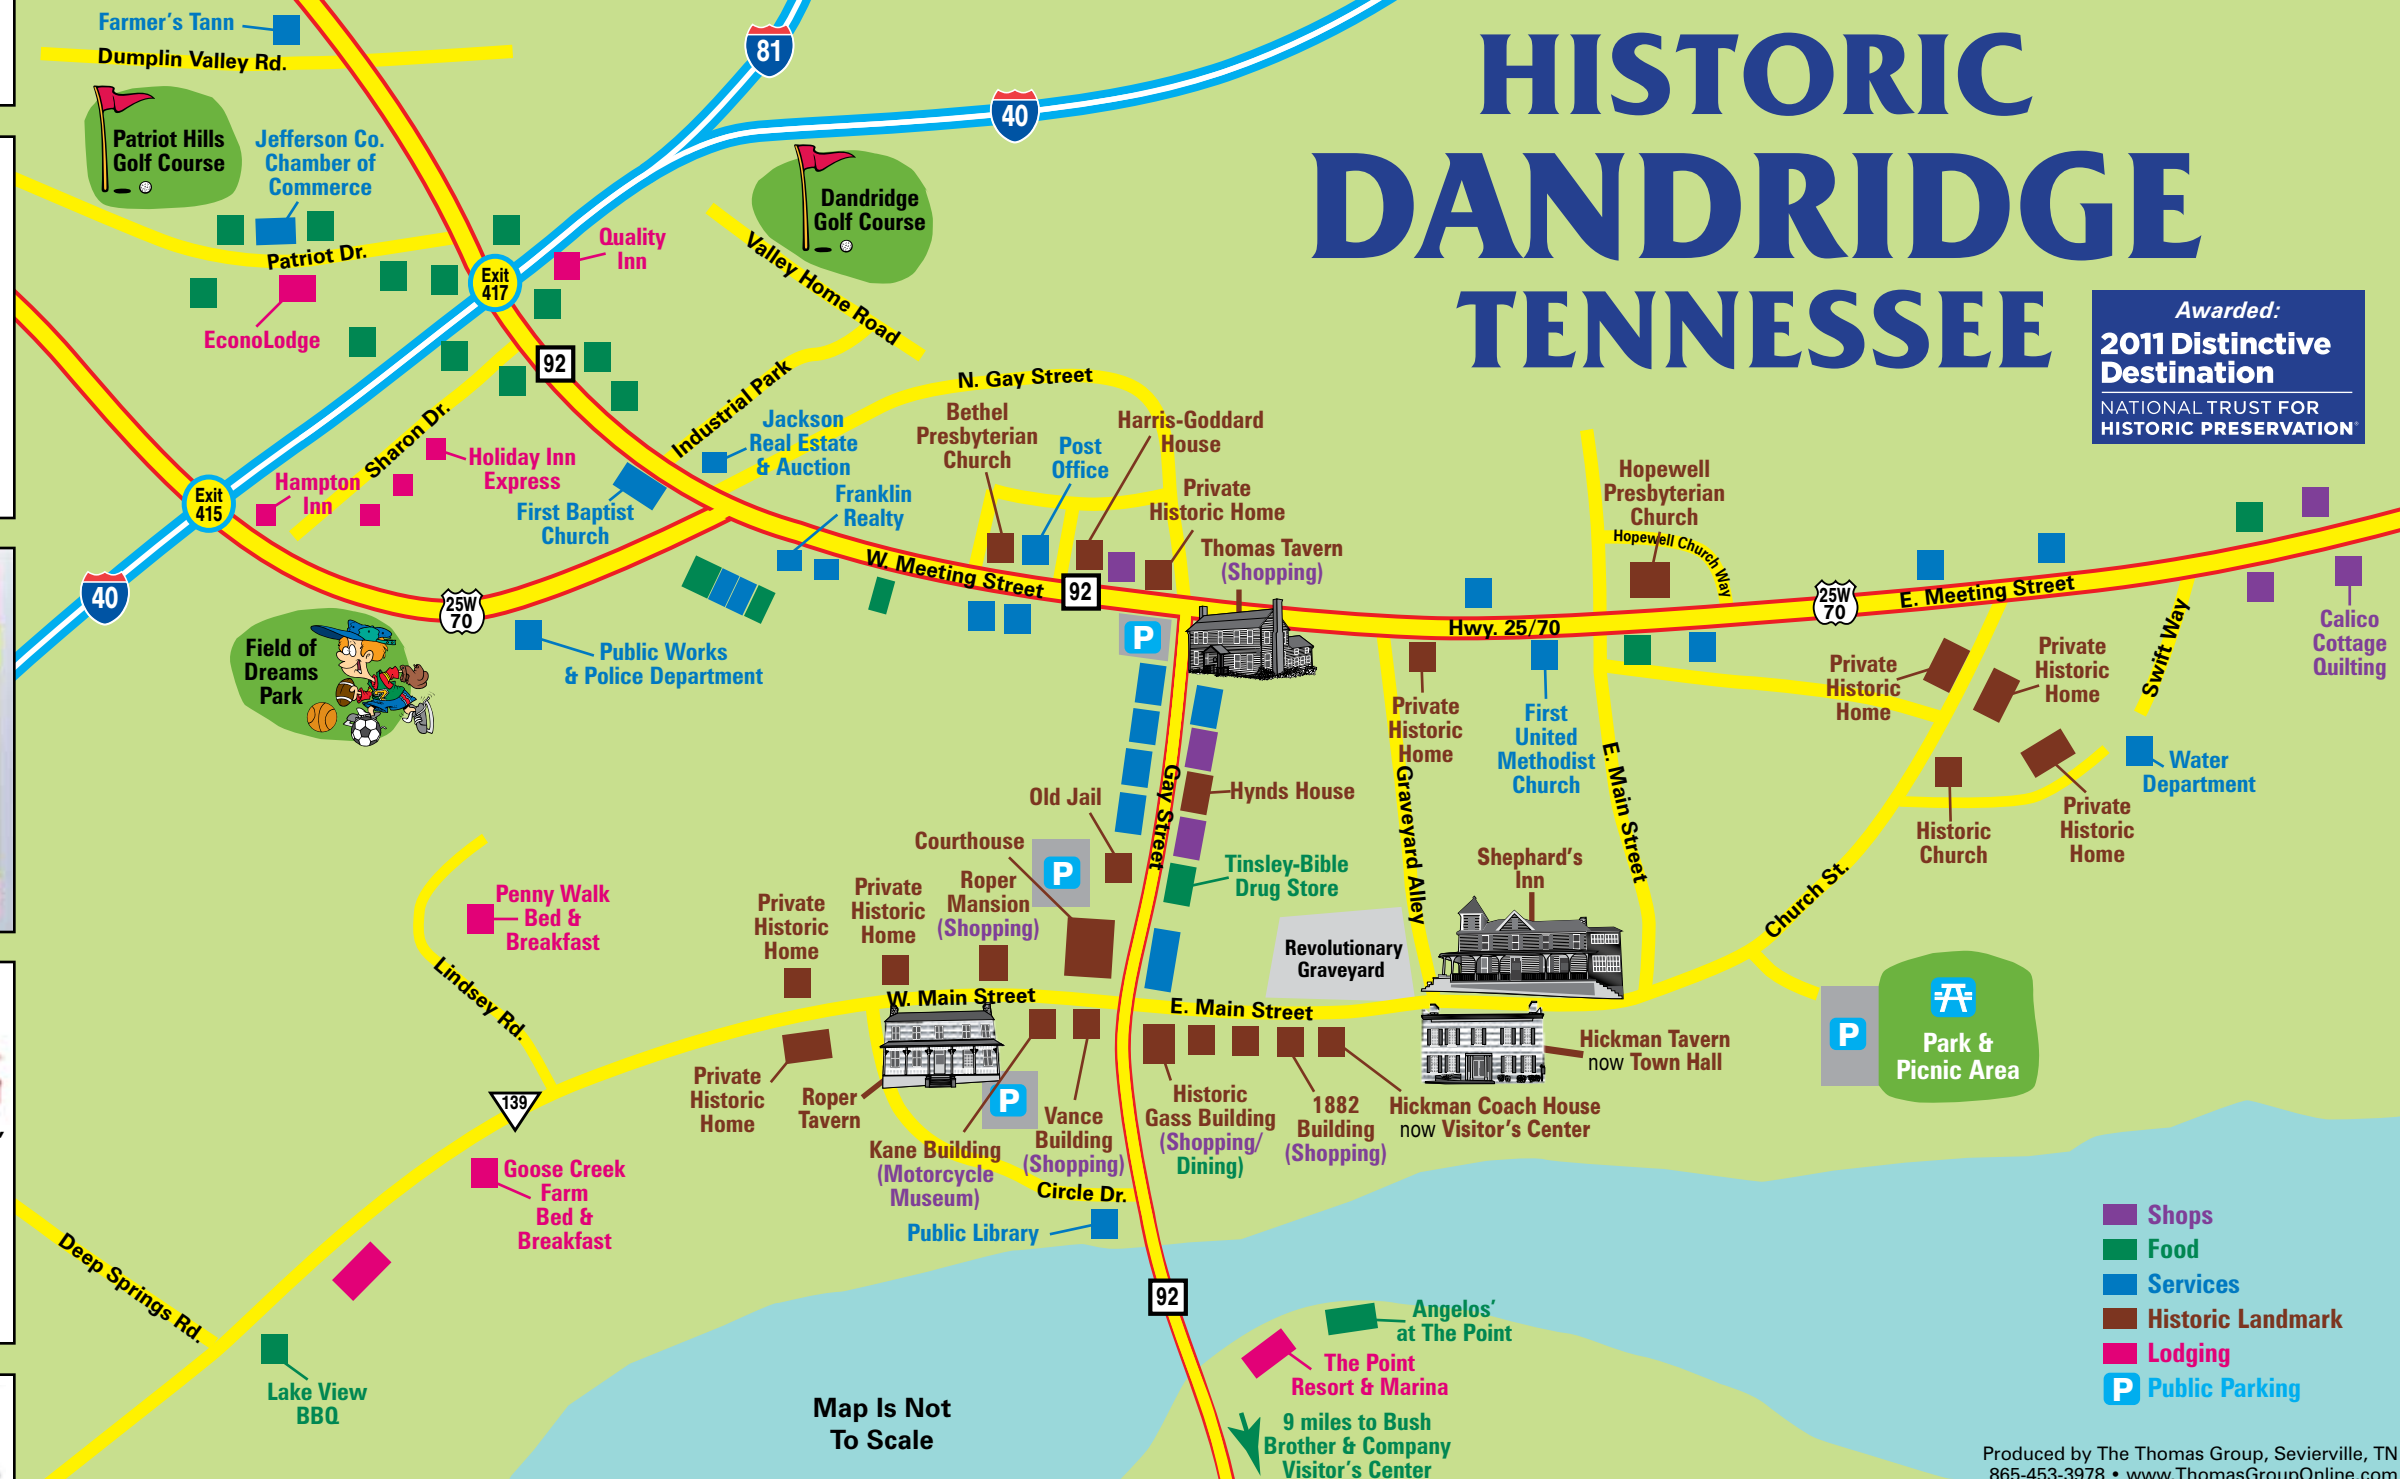 HISTORIC
DANDRIDGE
TENNESSEE
Awarded:
2011 Distinctive
Destination
NATIONAL TRUST FOR
HISTORIC PRESERVATION®
Farmer's Tann
Dumplin Valley Rd.
81
40
Patriot Hills
Golf Course
Jefferson Co.
Chamber of
Commerce
Dandridge
Golf Course
Patriot Dr.
Quality
Inn
Exit
417
Valley Home Road
EconoLodge
92
Industrial Park
N. Gay Street
Sharon Dr.
Holiday Inn
Express
Hampton
Inn
Exit
415
First Baptist
Church
Jackson
Real Estate
& Auction
Franklin
Realty
Bethel
Presbyterian
Church
Post
Office
Harris-Goddard
House
Private
Historic Home
Thomas Tavern
(Shopping)
W. Meeting Street
92
40
25W
70
Field of
Dreams
Park
Public Works
& Police Department
P
Hwy. 25/70
Hopewell
Presbyterian
Church
Hopewell Church Way
25W
70
E. Meeting Street
Calico
Cottage
Quilting
Swift Way
Private
Historic
Home
First
United
Methodist
Church
Private
Historic
Home
Private
Historic
Home
Water
Department
Private
Historic
Home
Historic
Church
Gay Street
Hynds House
Graveyard Alley
E. Main Street
Old Jail
Courthouse
P
Tinsley-Bible
Drug Store
Shephard's
Inn
Church St.
Penny Walk
Bed &
Breakfast
Private
Historic
Home
Private
Historic
Home
Roper
Mansion
(Shopping)
Revolutionary
Graveyard
Lindsey Rd.
W. Main Street
E. Main Street
Hickman Tavern
now Town Hall
P
Park &
Picnic Area
139
Private
Historic
Home
Roper
Tavern
P
Kane Building
(Motorcycle
Museum)
Vance
Building
(Shopping)
Historic
Gass Building
(Shopping/
Dining)
1882
Building
(Shopping)
Hickman Coach House
now Visitor's Center
Circle Dr.
Public Library
Goose Creek
Farm
Bed &
Breakfast
Deep Springs Rd.
Lake View
BBQ
92
Angelos'
at The Point
The Point
Resort & Marina
9 miles to Bush
Brother & Company
Visitor's Center
Map Is Not
To Scale
Shops
Food
Services
Historic Landmark
Lodging
P Public Parking
Produced by The Thomas Group, Sevierville, TN
865-453-3978 • www.ThomasGroupOnline.com